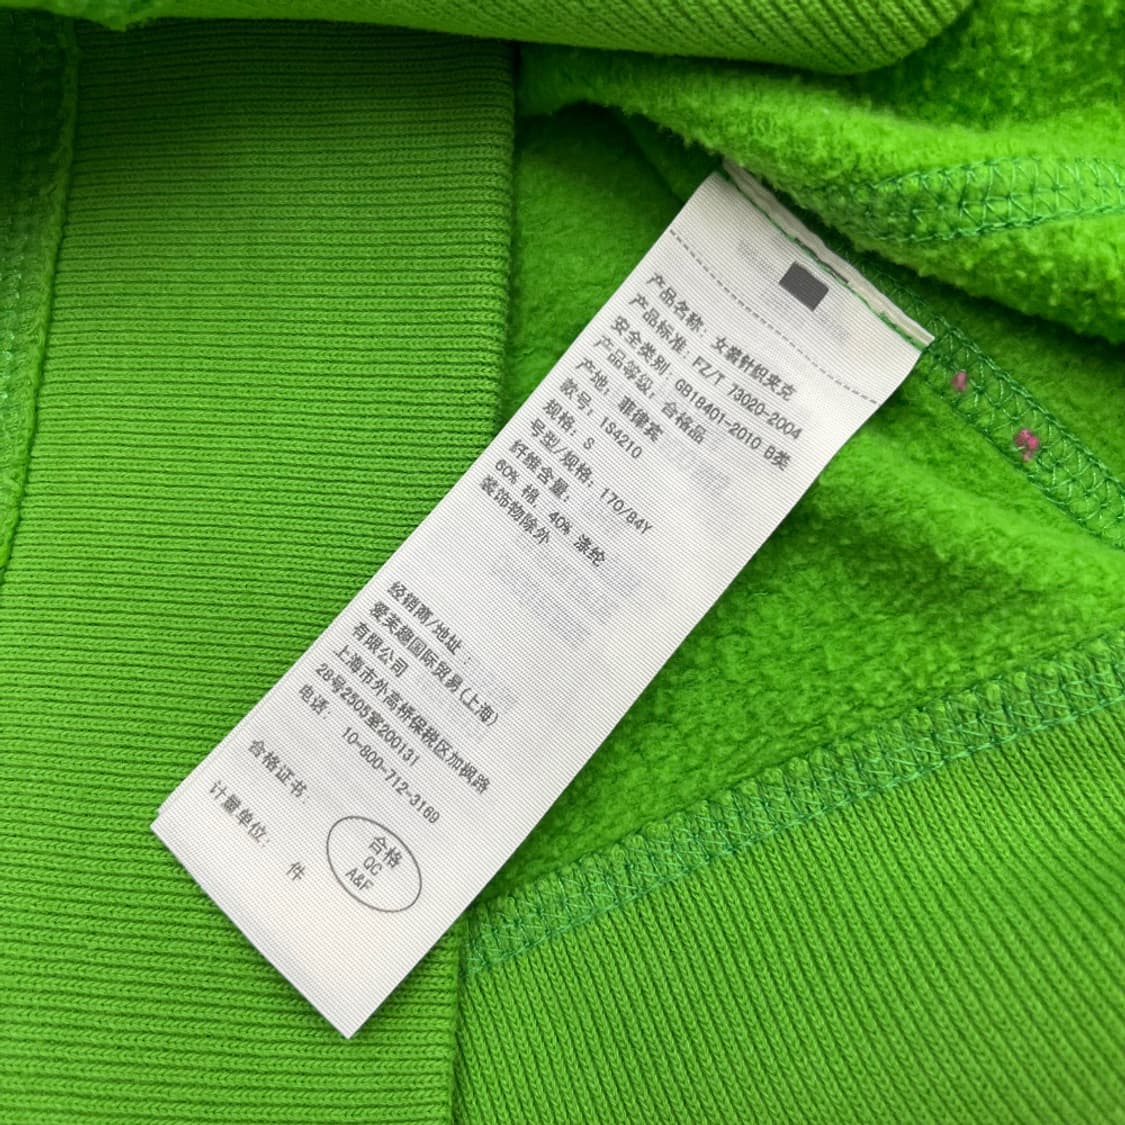 产品名称: 女装针织夹克
产品标准: FZ/T 73020-2004
安全类别: GB18401-2010 B类
产品等级: 合格品
产地: 菲律宾
款号: 1S4210
规格: S
号型/规格: 170/84Y
纤维含量:
60% 棉, 40% 涤纶
装饰物除外
经销商/地址:
爱芙趣国际贸易(上海)
有限公司
上海市外高桥保税区加枫路
28号2505室200131
电话: 10-800-712-3169
合格证书:
合格
QC
A&F
计量单位: 件